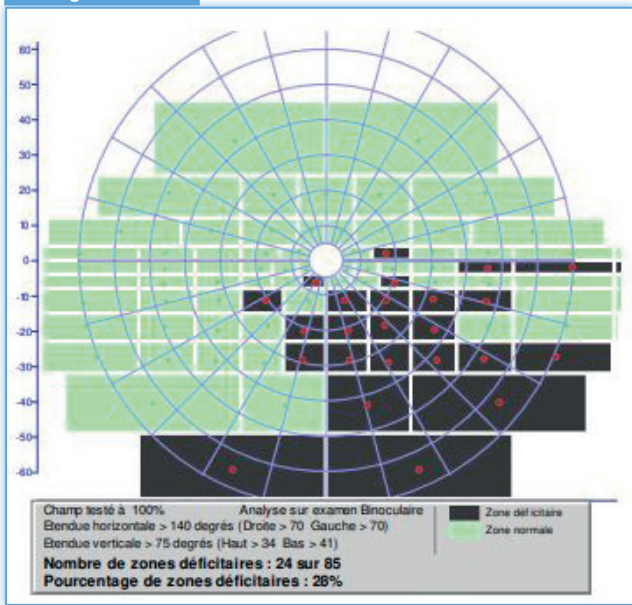 60
50
40
30
20
10
0
-10
-20
-30
-40
-50
-60
Champ testé à 100% Analyse sur examen Binoculaire
Etendue horizontale > 140 degrés (Droite > 70 Gauche > 70)
Etendue verticale > 75 degrés (Haut > 34 Bas > 41)
Nombre de zones déficitaires : 24 sur 85
Pourcentage de zones déficitaires : 28%
Zone déficitaire
Zone normale